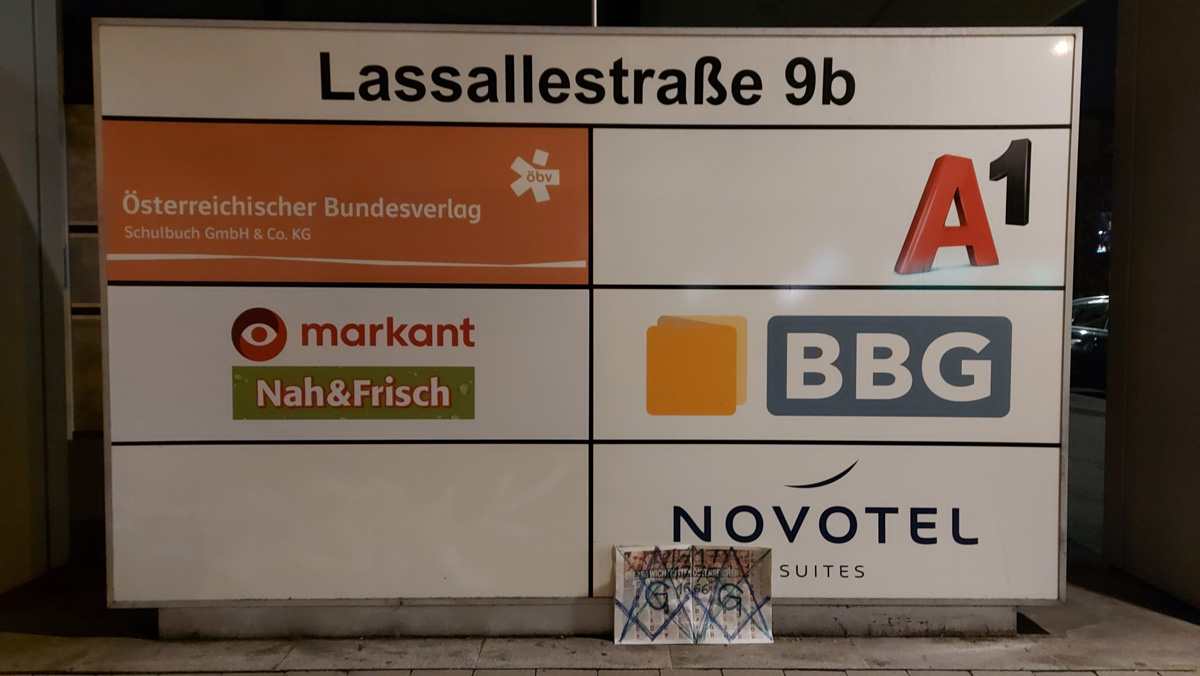 Lassallestraße 9b
öbv
Österreichischer Bundesverlag
Schulbuch GmbH & Co. KG
A1
markant
Nah&Frisch
BBG
NOVOTEL
SUITES
G G